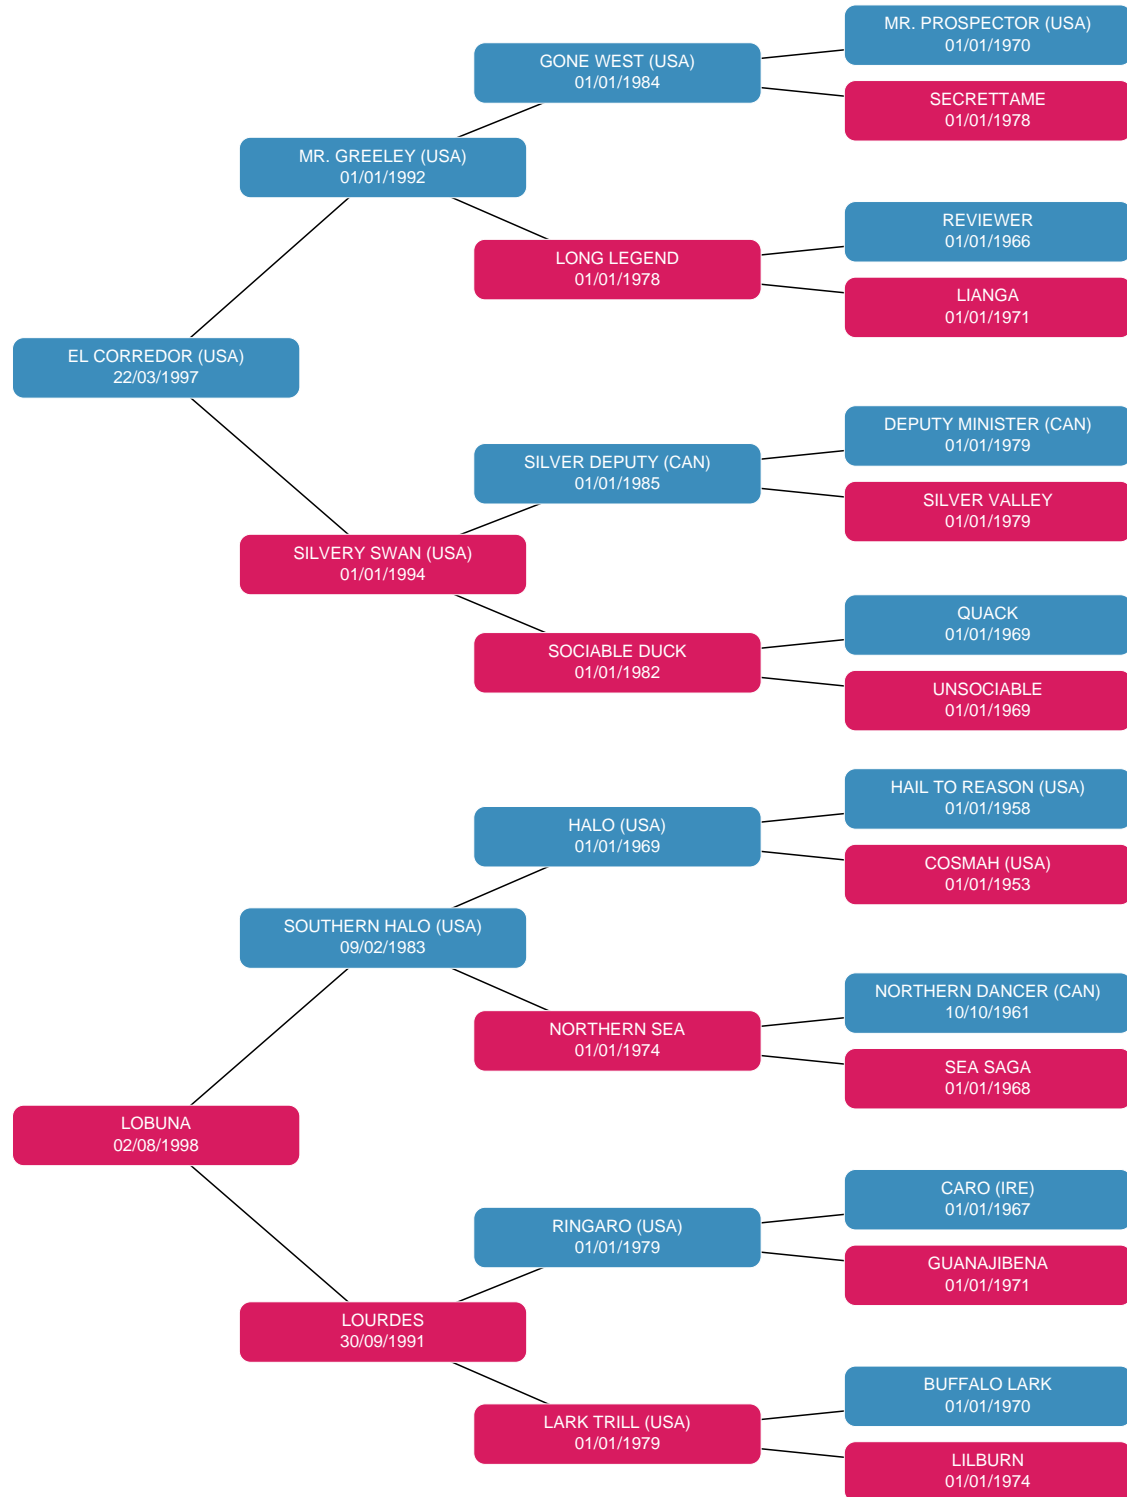 MR. PROSPECTOR (USA)
01/01/1970
GONE WEST (USA)
01/01/1984
SECRETTAME
01/01/1978
MR. GREELEY (USA)
01/01/1992
REVIEWER
01/01/1966
LONG LEGEND
01/01/1978
LIANGA
01/01/1971
EL CORREDOR (USA)
22/03/1997
DEPUTY MINISTER (CAN)
01/01/1979
SILVER DEPUTY (CAN)
01/01/1985
SILVER VALLEY
01/01/1979
SILVERY SWAN (USA)
01/01/1994
QUACK
01/01/1969
SOCIABLE DUCK
01/01/1982
UNSOCIABLE
01/01/1969
HAIL TO REASON (USA)
01/01/1958
HALO (USA)
01/01/1969
COSMAH (USA)
01/01/1953
SOUTHERN HALO (USA)
09/02/1983
NORTHERN DANCER (CAN)
10/10/1961
NORTHERN SEA
01/01/1974
SEA SAGA
01/01/1968
LOBUNA
02/08/1998
CARO (IRE)
01/01/1967
RINGARO (USA)
01/01/1979
GUANAJIBENA
01/01/1971
LOURDES
30/09/1991
BUFFALO LARK
01/01/1970
LARK TRILL (USA)
01/01/1979
LILBURN
01/01/1974